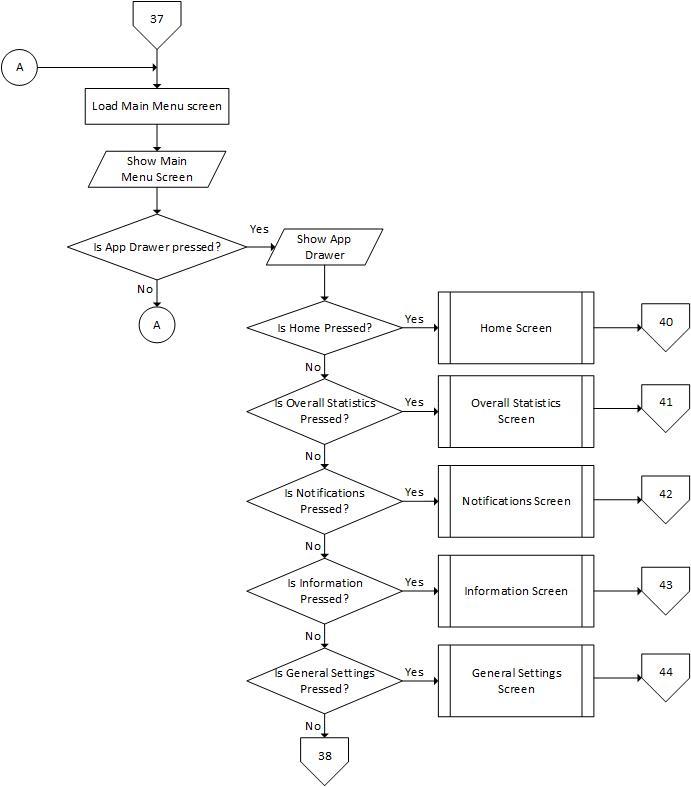 37
A
Load Main Menu screen
Show Main
Menu Screen
Is App Drawer pressed?
Yes
Show App
Drawer
No
A
Is Home Pressed?
Yes
Home Screen
40
No
Is Overall Statistics
Pressed?
Yes
Overall Statistics
Screen
41
No
Is Notifications
Pressed?
Yes
Notifications Screen
42
No
Is Information
Pressed?
Yes
Information Screen
43
No
Is General Settings
Pressed?
Yes
General Settings
Screen
44
No
38